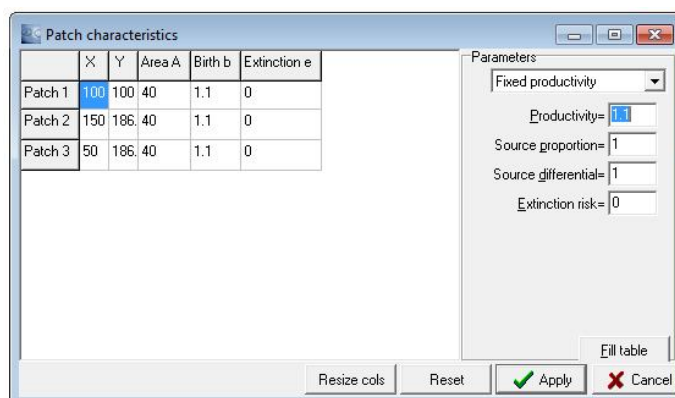 Patch characteristics
X Y Area A Birth b Extinction e
Patch 1 100 100 40 1.1 0
Patch 2 150 186. 40 1.1 0
Patch 3 50 186. 40 1.1 0
Parameters
Fixed productivity
Productivity= 1.1
Source proportion= 1
Source differential= 1
Extinction risk= 0
Fill table
Resize cols Reset Apply Cancel